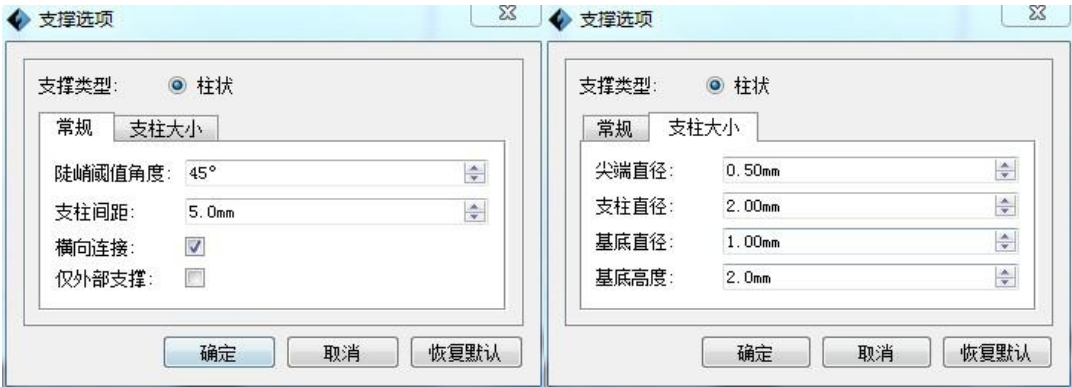 支撑选项
支撑类型: 柱状
常规 支柱大小
陡峭阈值角度: 45°
支柱间距: 5.0mm
横向连接:
仅外部支撑:
确定 取消 恢复默认
支撑选项
支撑类型: 柱状
常规 支柱大小
尖端直径: 0.50mm
支柱直径: 2.00mm
基底直径: 1.00mm
基底高度: 2.0mm
确定 取消 恢复默认